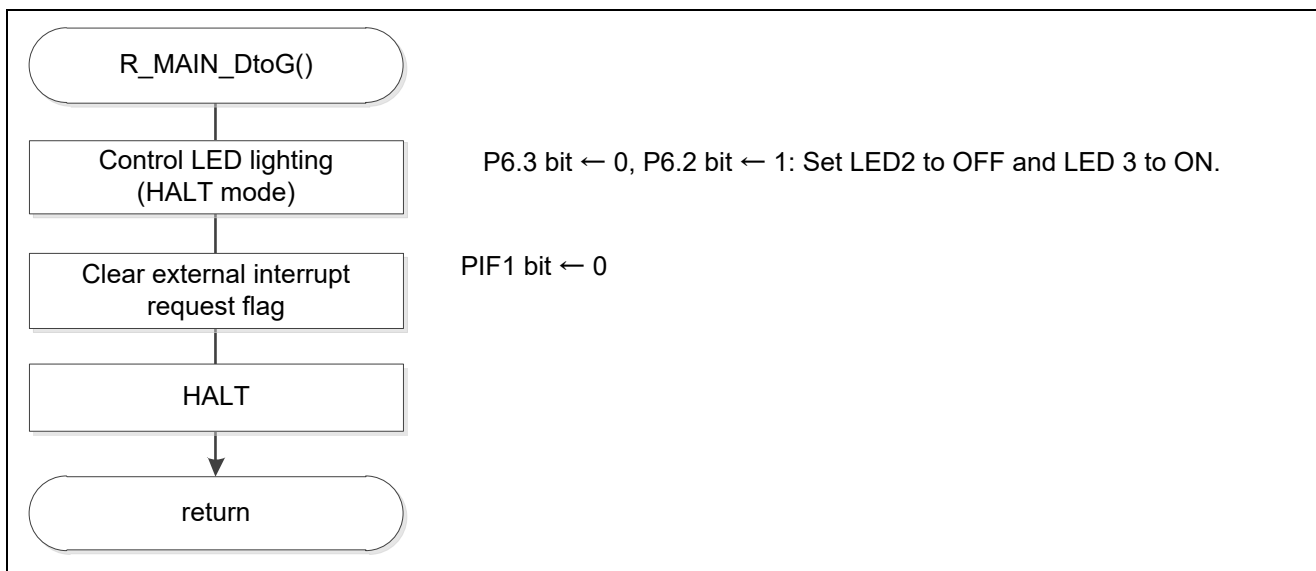 R_MAIN_DtoG()
Control LED lighting
(HALT mode)
P6.3 bit ← 0, P6.2 bit ← 1: Set LED2 to OFF and LED 3 to ON.
Clear external interrupt
request flag
PIF1 bit ← 0
HALT
return